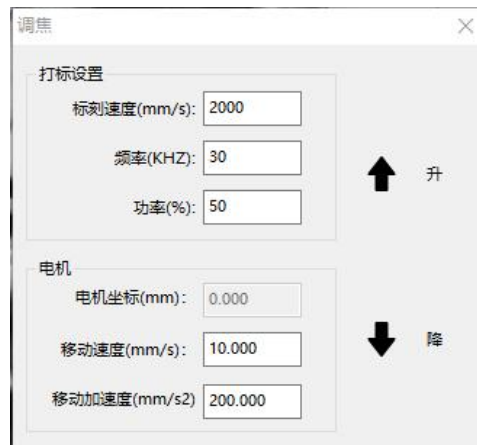 调焦
打标设置
标刻速度(mm/s): 2000
频率(KHZ): 30
功率(%): 50
升
电机
电机坐标(mm): 0.000
移动速度(mm/s): 10.000
降
移动加速度(mm/s2) 200.000